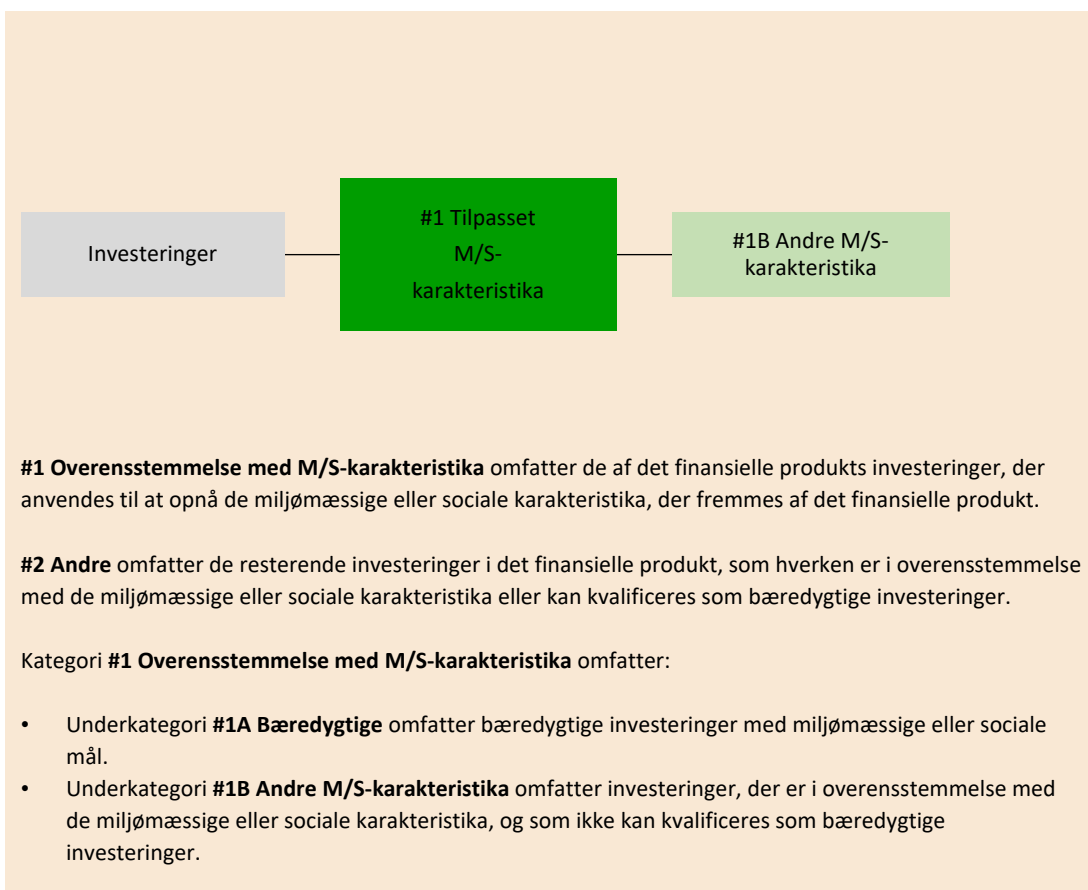 Investeringer
#1 Tilpasset
M/S-
karakteristika
#1B Andre M/S-
karakteristika
#1 Overensstemmelse med M/S-karakteristika omfatter de af det finansielle produkts investeringer, der
anvendes til at opnå de miljømæssige eller sociale karakteristika, der fremmes af det finansielle produkt.
#2 Andre omfatter de resterende investeringer i det finansielle produkt, som hverken er i overensstemmelse
med de miljømæssige eller sociale karakteristika eller kan kvalificeres som bæredygtige investeringer.
Kategori #1 Overensstemmelse med M/S-karakteristika omfatter:
• Underkategori #1A Bæredygtige omfatter bæredygtige investeringer med miljømæssige eller sociale
mål.
• Underkategori #1B Andre M/S-karakteristika omfatter investeringer, der er i overensstemmelse med
de miljømæssige eller sociale karakteristika, og som ikke kan kvalificeres som bæredygtige
investeringer.